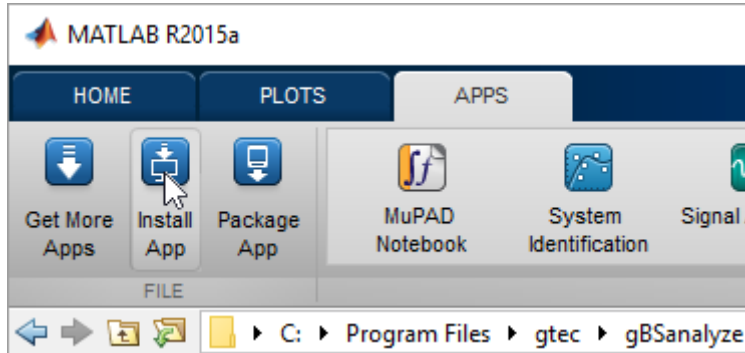 MATLAB R2015a
HOME PLOTS APPS
Get More Apps
Install App
Package App
MuPAD Notebook
System Identification
Signal
FILE
C: Program Files gtec gBSanalyze